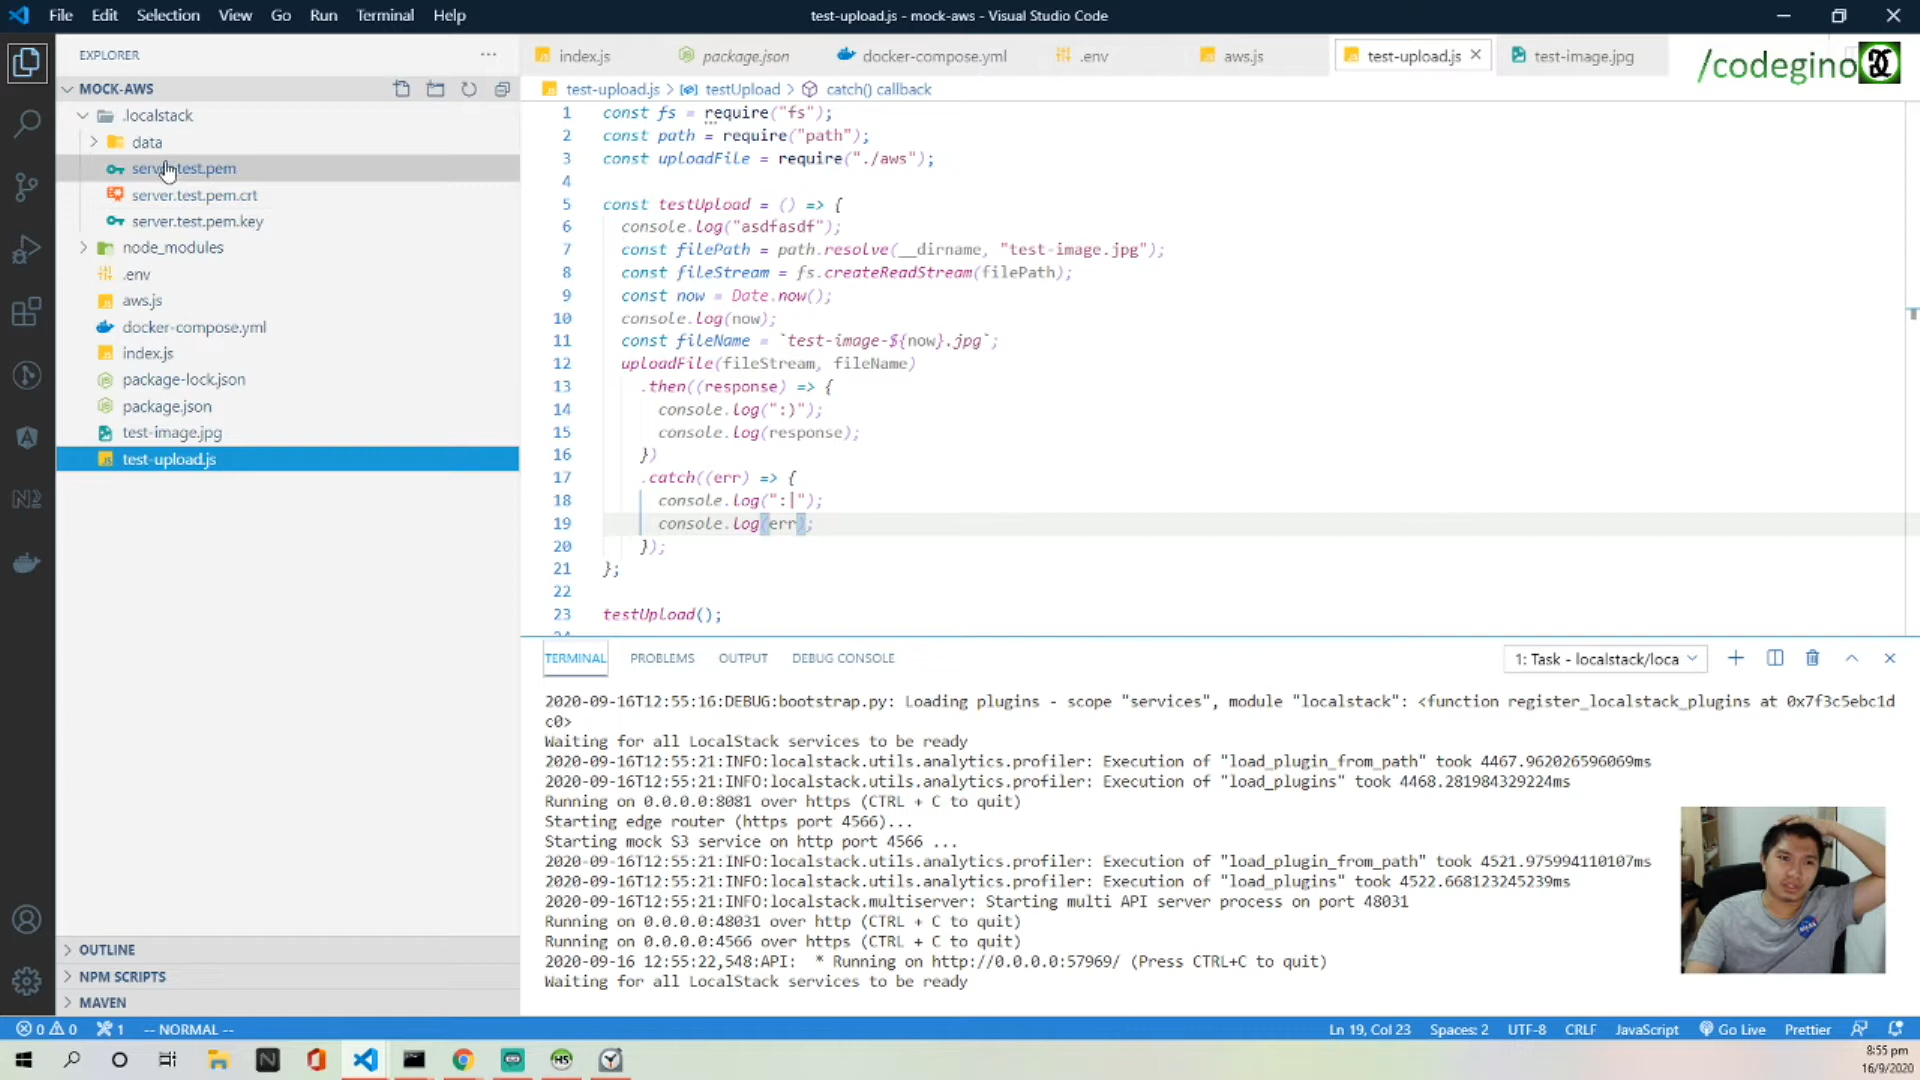 File Edit Selection View Go Run Terminal Help
test-upload.js - mock-aws - Visual Studio Code
EXPLORER
MOCK-AWS
.localstack
data
server.test.pem
server.test.pem.crt
server.test.pem.key
node_modules
.env
aws.js
docker-compose.yml
index.js
package-lock.json
package.json
test-image.jpg
test-upload.js
OUTLINE
NPM SCRIPTS
MAVEN
index.js package.json docker-compose.yml .env aws.js test-upload.js test-image.jpg
/codegino
test-upload.js > testUpload > catch() callback
1 const fs = require("fs");
2 const path = require("path");
3 const uploadFile = require("./aws");
4
5 const testUpload = () => {
6 console.log("asdfasdf");
7 const filePath = path.resolve(__dirname, "test-image.jpg");
8 const fileStream = fs.createReadStream(filePath);
9 const now = Date.now();
10 console.log(now);
11 const fileName = `test-image-${now}.jpg`;
12 uploadFile(fileStream, fileName)
13 .then((response) => {
14 console.log(":)");
15 console.log(response);
16 })
17 .catch((err) => {
18 console.log(":|");
19 console.log(err);
20 });
21 };
22
23 testUpload();
TERMINAL PROBLEMS OUTPUT DEBUG CONSOLE
1: Task - localstack/loca
2020-09-16T12:55:16:DEBUG:bootstrap.py: Loading plugins - scope "services", module "localstack": <function register_localstack_plugins at 0x7f3c5ebc1d
c0>
Waiting for all LocalStack services to be ready
2020-09-16T12:55:21:INFO:localstack.utils.analytics.profiler: Execution of "load_plugin_from_path" took 4467.962026596069ms
2020-09-16T12:55:21:INFO:localstack.utils.analytics.profiler: Execution of "load_plugins" took 4468.281984329224ms
Running on 0.0.0.0:8081 over https (CTRL + C to quit)
Starting edge router (https port 4566)...
Starting mock S3 service on http port 4566 ...
2020-09-16T12:55:21:INFO:localstack.utils.analytics.profiler: Execution of "load_plugin_from_path" took 4521.975994110107ms
2020-09-16T12:55:21:INFO:localstack.utils.analytics.profiler: Execution of "load_plugins" took 4522.668123245239ms
2020-09-16T12:55:21:INFO:localstack.multiserver: Starting multi API server process on port 48031
Running on 0.0.0.0:48031 over http (CTRL + C to quit)
Running on 0.0.0.0:4566 over https (CTRL + C to quit)
2020-09-16 12:55:22,548:API: * Running on http://0.0.0.0:57969/ (Press CTRL+C to quit)
Waiting for all LocalStack services to be ready
0 0 1 -- NORMAL --
Ln 19, Col 23 Spaces: 2 UTF-8 CRLF JavaScript Go Live Prettier
8:55 pm
16/9/2020